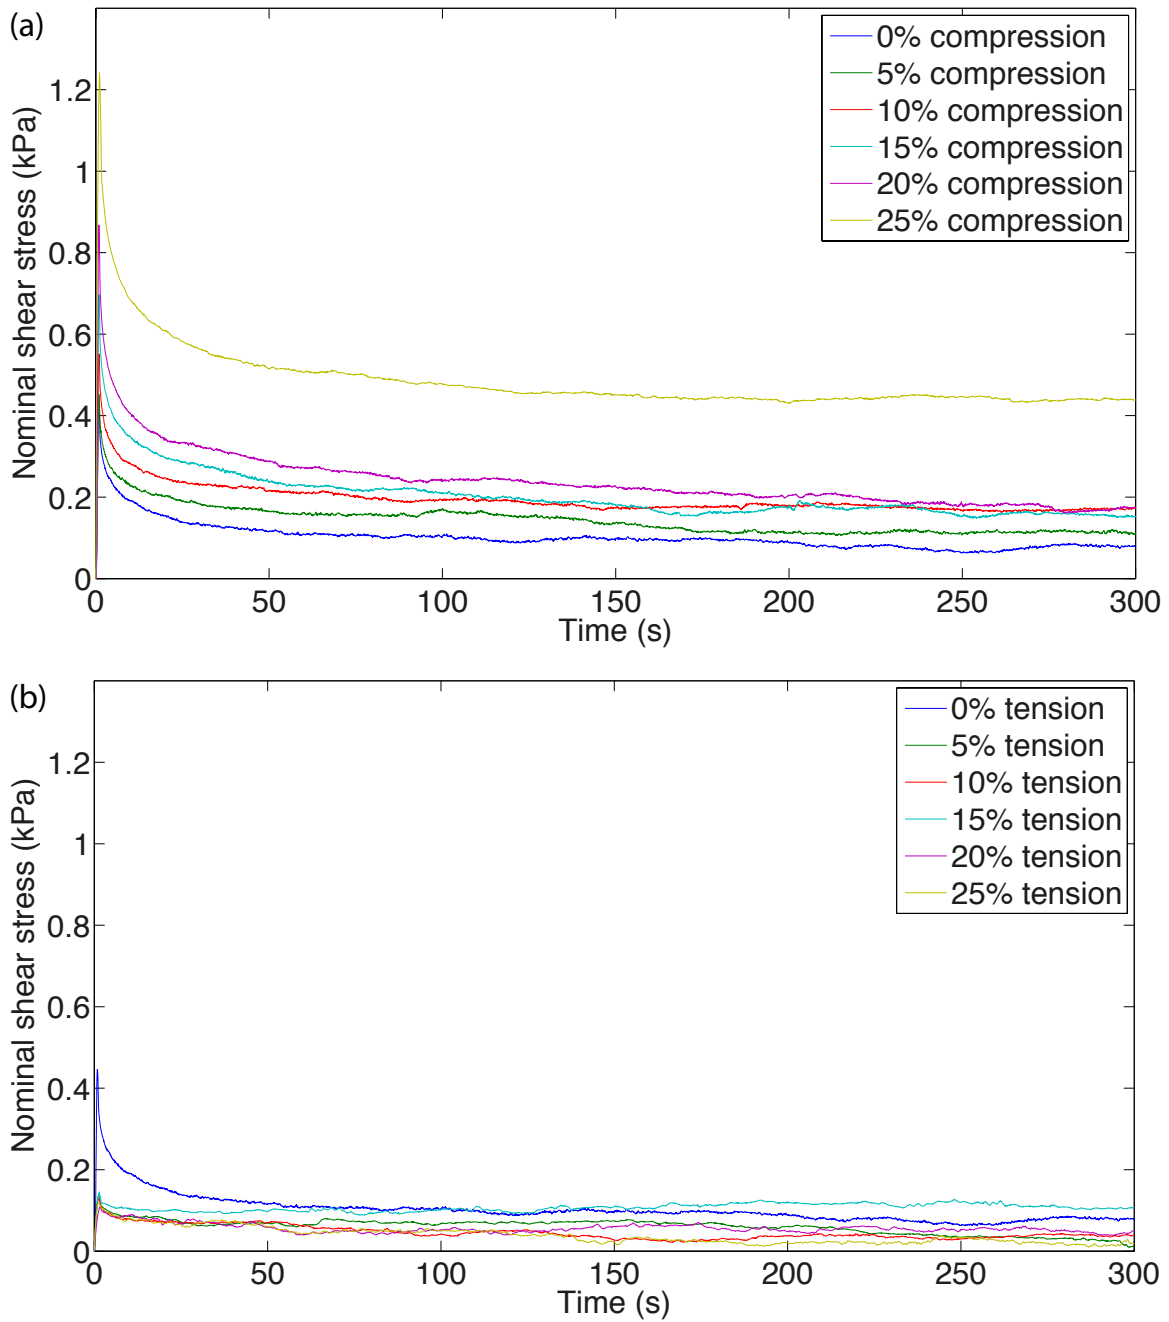 (a)
Nominal shear stress (kPa)
1.2
1
0.8
0.6
0.4
0.2
0
0 50 100 150 200 250 300
Time (s)
0% compression
5% compression
10% compression
15% compression
20% compression
25% compression
(b)
Nominal shear stress (kPa)
1.2
1
0.8
0.6
0.4
0.2
0
0 50 100 150 200 250 300
Time (s)
0% tension
5% tension
10% tension
15% tension
20% tension
25% tension